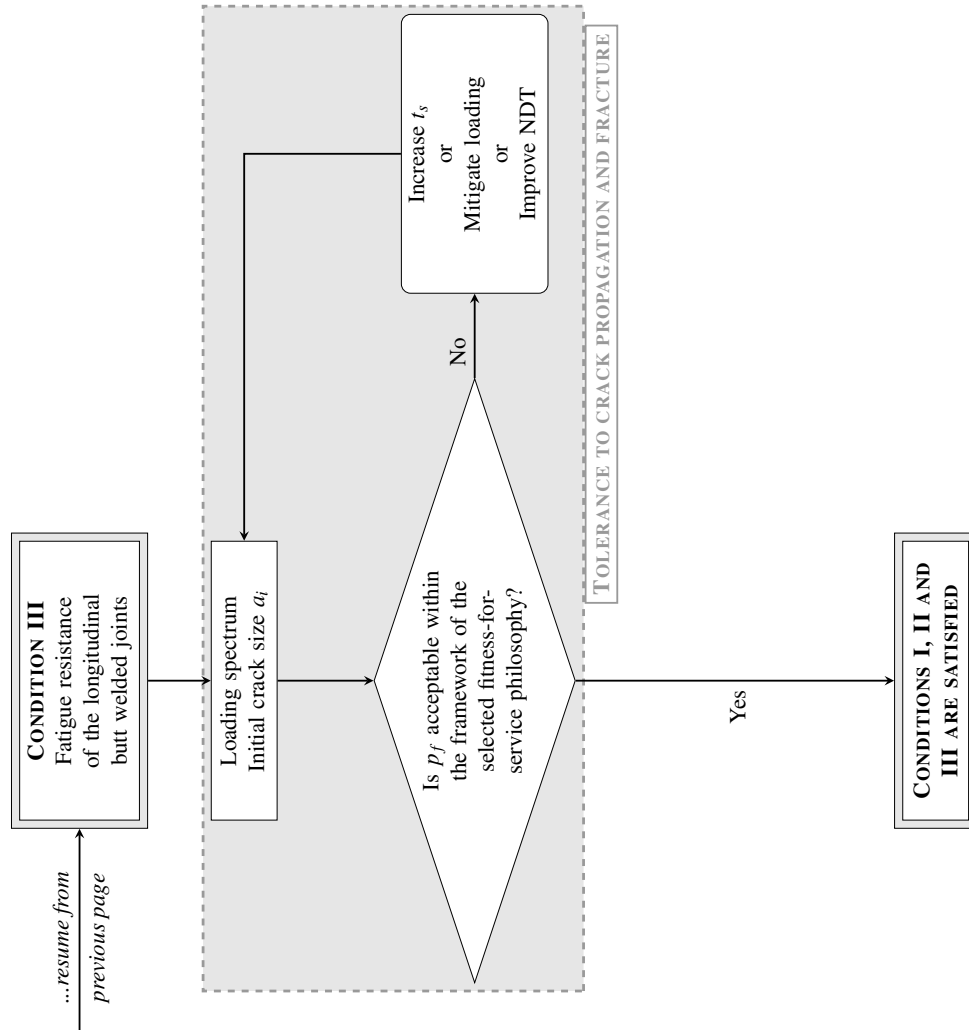 ...resume from
previous page
CONDITION III
Fatigue resistance
of the longitudinal
butt welded joints
Loading spectrum
Initial crack size a_i
Is p_f acceptable within
the framework of the
selected fitness-for-
service philosophy?
No
Increase t_s
or
Mitigate loading
or
Improve NDT
TOLERANCE TO CRACK PROPAGATION AND FRACTURE
Yes
CONDITIONS I, II AND
III ARE SATISFIED